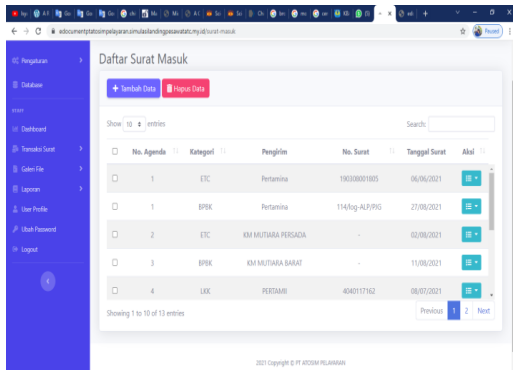 edocumentptatosimpelayaran.simulasilandingpesawatatc.my.id/surat-masuk
Paused
Pengaturan
Database
STAFF
Dashboard
Transaksi Surat
Galeri File
Laporan
User Profile
Ubah Password
Logout
Daftar Surat Masuk
+ Tambah Data Hapus Data
Show 10 entries Search:
No. Agenda Kategori Pengirim No. Surat Tanggal Surat Aksi
1 ETC Pertamina 190308001805 06/06/2021
1 BPBK Pertamina 114/log-ALP/PJG 27/08/2021
2 ETC KM MUTIARA PERSADA - 02/08/2021
3 BPBK KM MUTIARA BARAT - 11/08/2021
4 LKK PERTAMII 4040117162 08/07/2021
Showing 1 to 10 of 13 entries Previous 1 2 Next
2021 Copyright © PT ATOSIM PELAYARAN